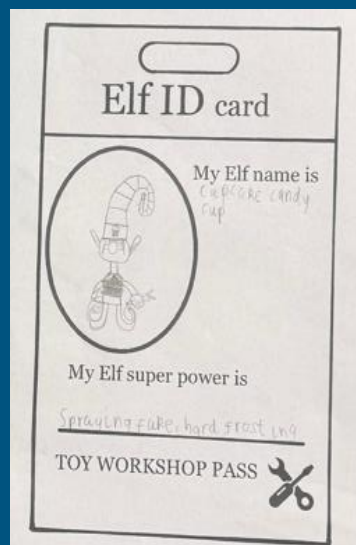 Elf ID card
My Elf name is
cupcake candy
cup
My Elf super power is
Spraying fake, hard frosting
TOY WORKSHOP PASS